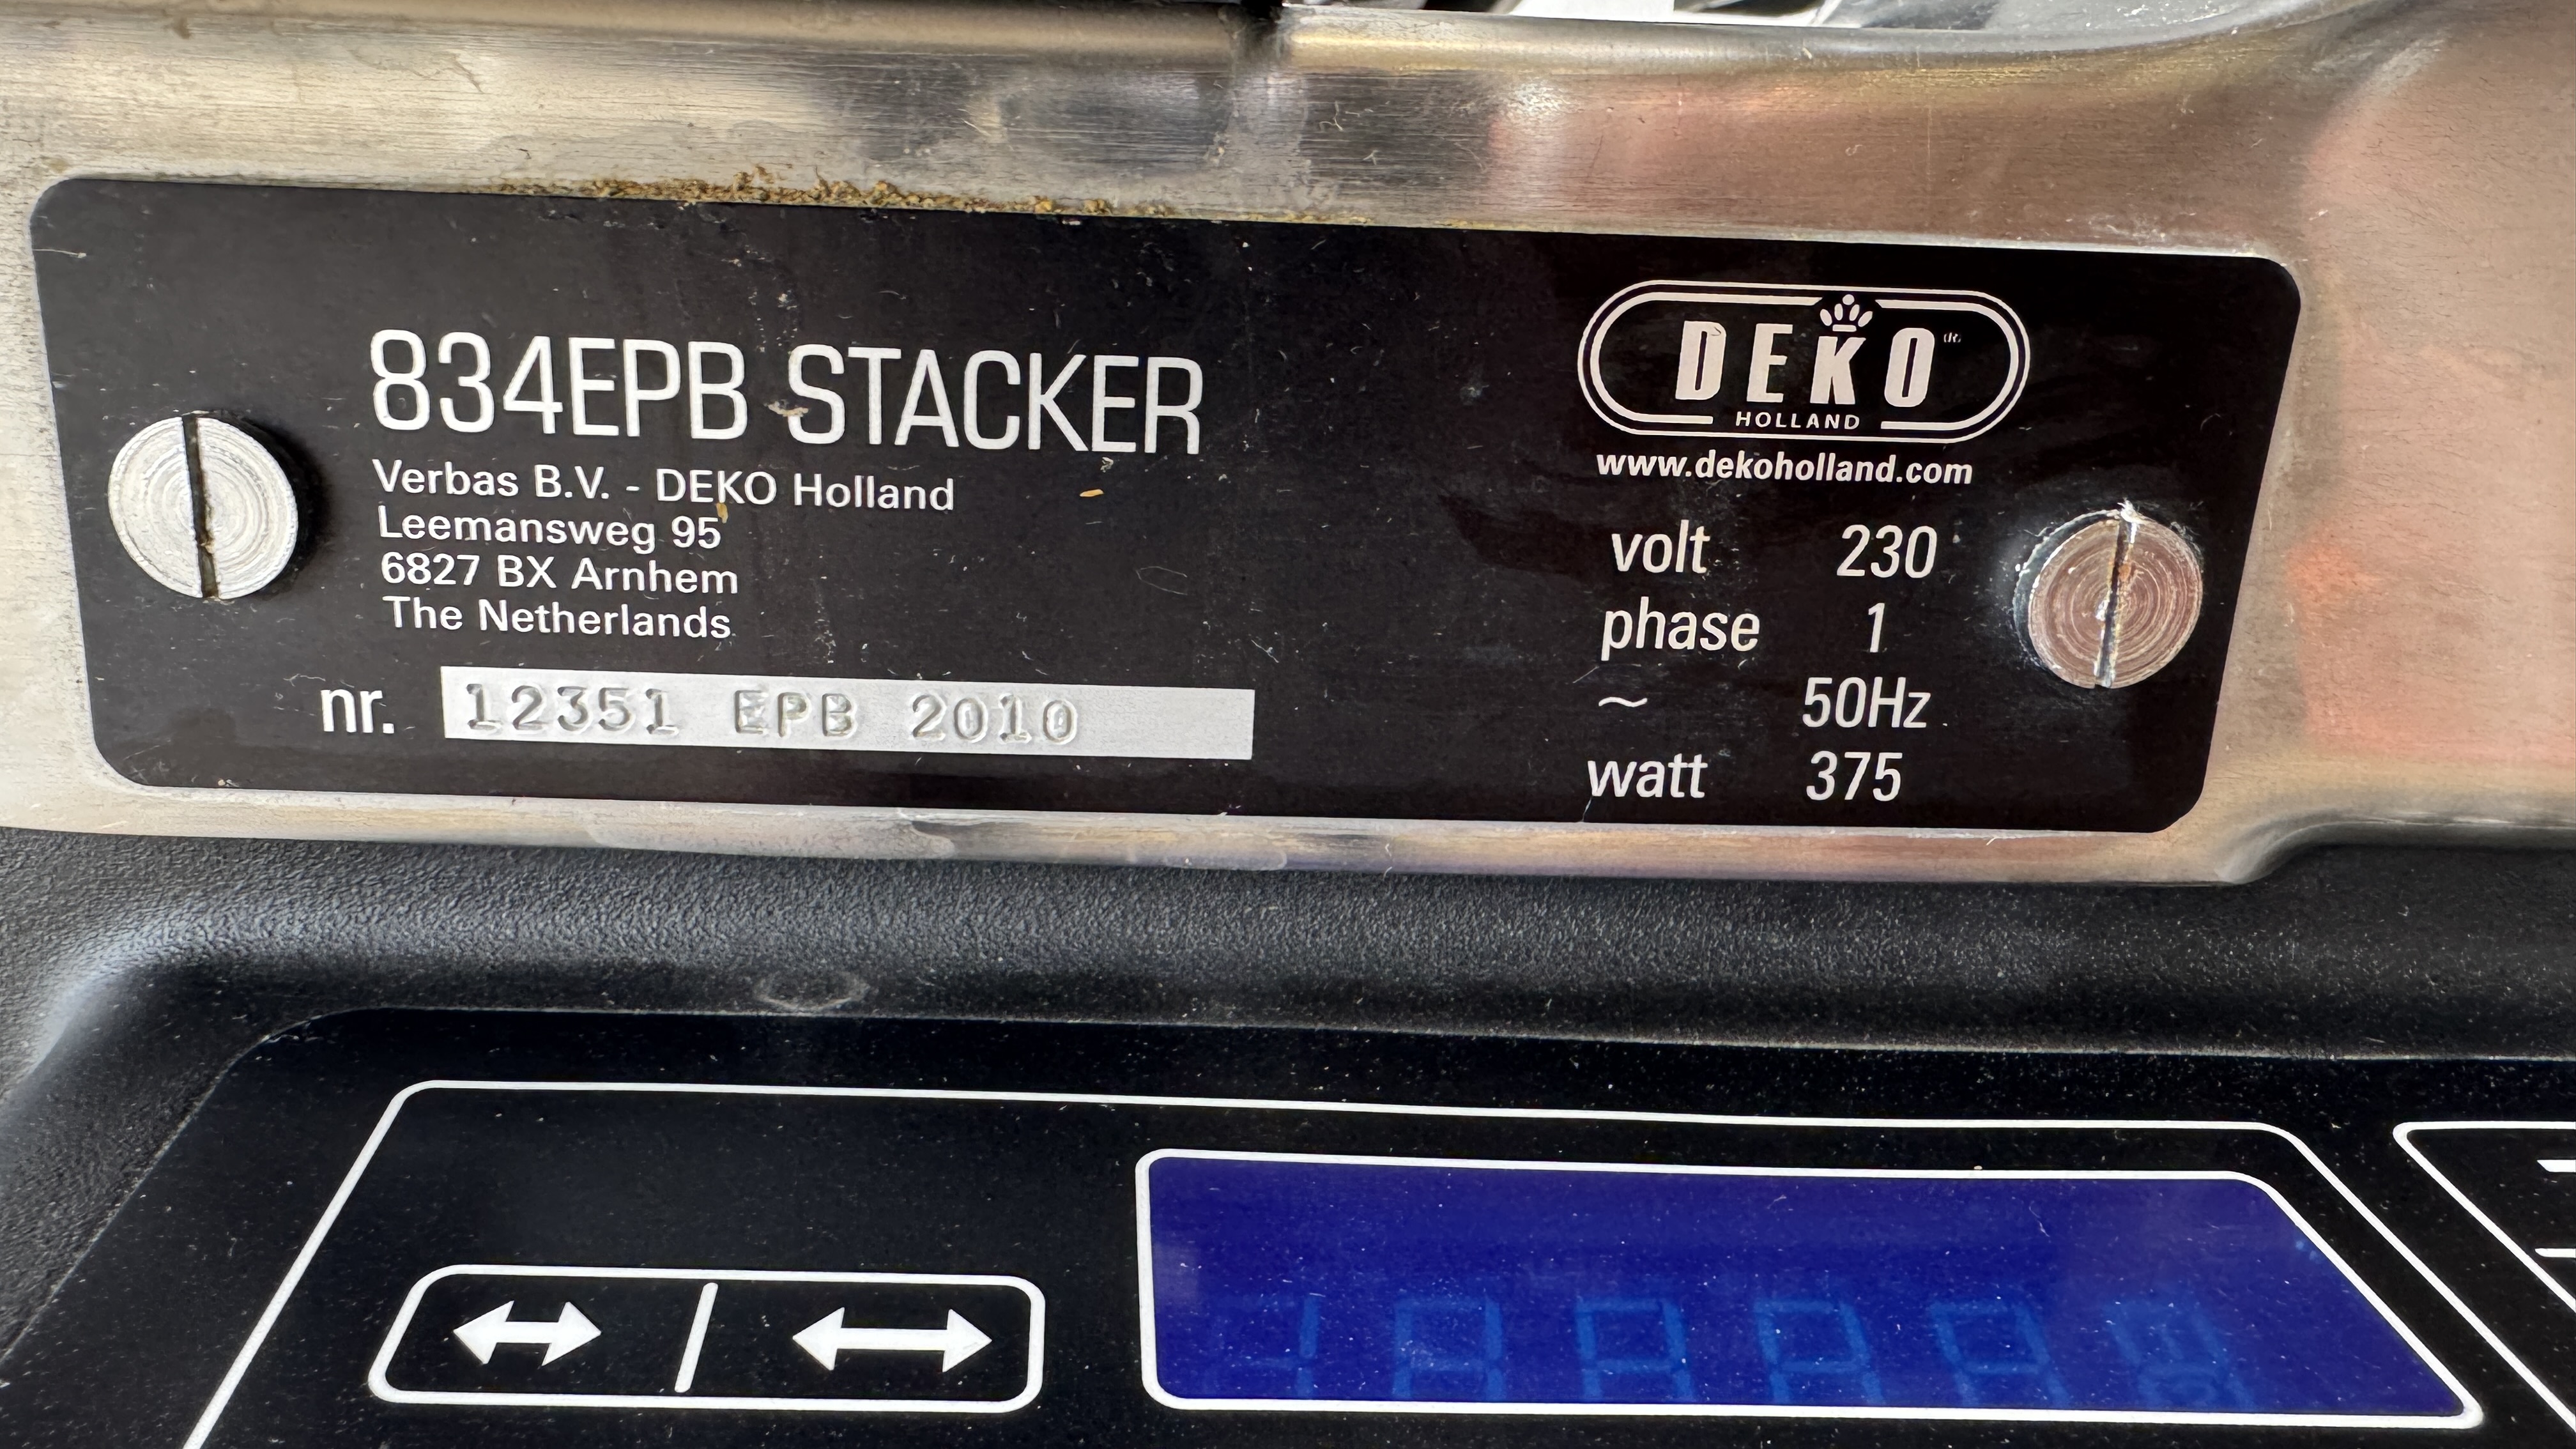 834EPB STACKER
Verbas B.V. - DEKO Holland
Leemansweg 95
6827 BX Arnhem
The Netherlands
nr. 12351 EPB 2010
DEKO
HOLLAND
www.dekoholland.com
volt 230
phase 1
~ 50Hz
watt 375